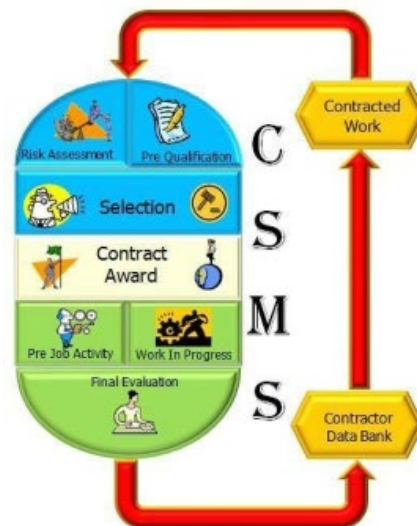 Risk Assessment
Pre Qualification
Selection
Contract
Award
Pre Job Activity
Work In Progress
Final Evaluation
C
S
M
S
Contracted
Work
Contractor
Data Bank